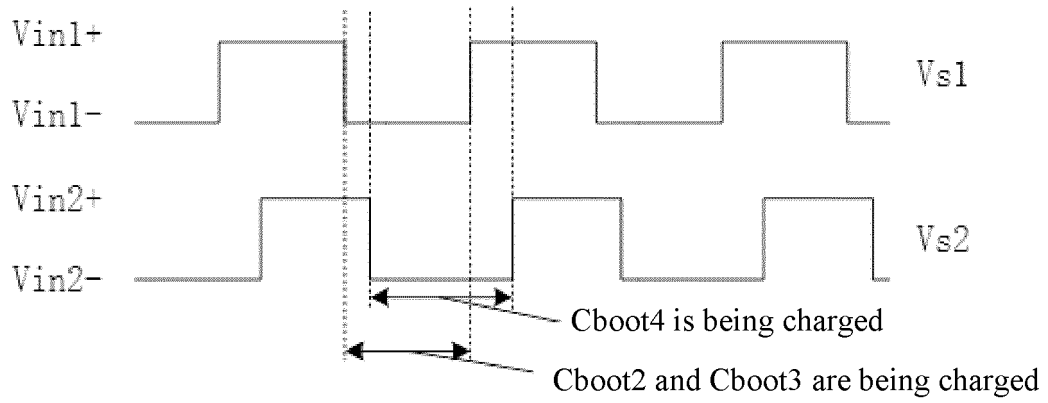 Vin1+
Vs1
Vin1-
Vin2+
Vs2
Vin2-
Cboot4 is being charged
Cboot2 and Cboot3 are being charged